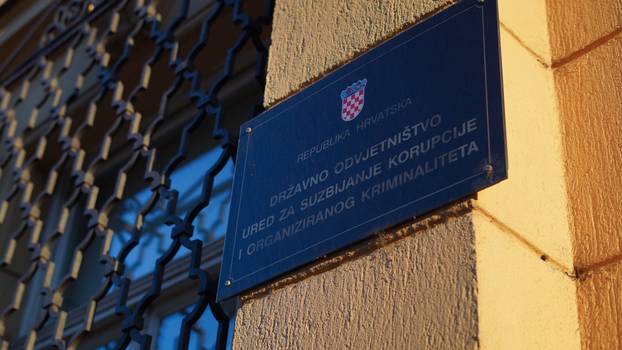 REPUBLIKA HRVATSKA
DRŽAVNO ODVJETNIŠTVO
URED ZA SUZBIJANJE KORUPCIJE
I ORGANIZIRANOG KRIMINALITETA